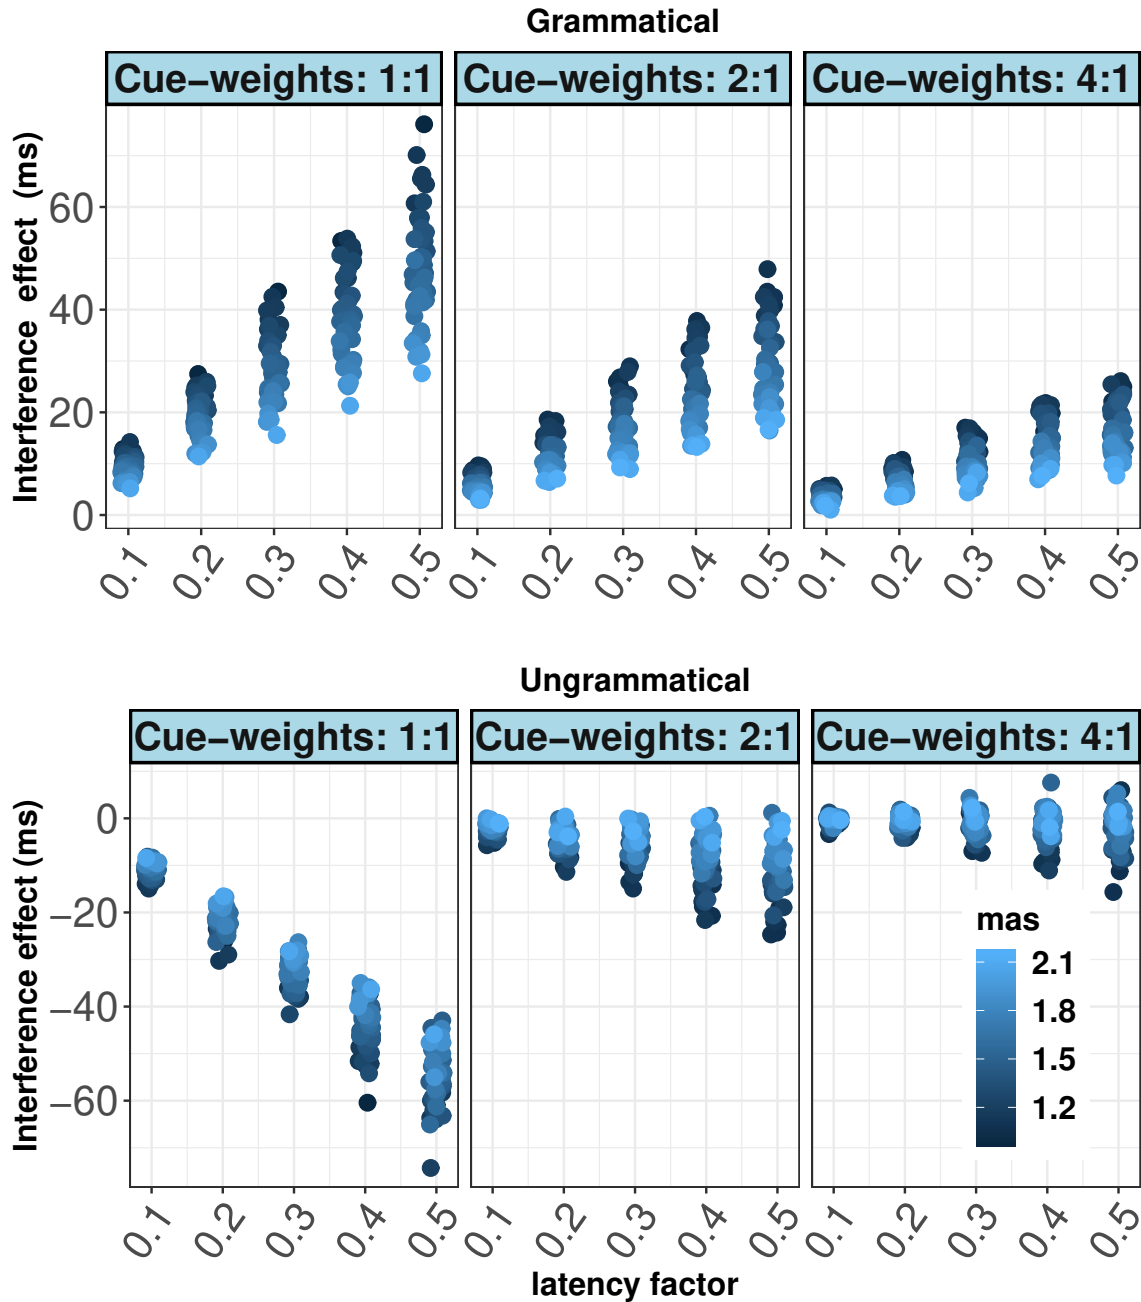 Grammatical
Cue−weights: 1:1 Cue−weights: 2:1 Cue−weights: 4:1
Interference effect (ms)
60
40
20
0
0.1 0.2 0.3 0.4 0.5 0.1 0.2 0.3 0.4 0.5 0.1 0.2 0.3 0.4 0.5
Ungrammatical
Cue−weights: 1:1 Cue−weights: 2:1 Cue−weights: 4:1
Interference effect (ms)
0
−20
−40
−60
mas
2.1
1.8
1.5
1.2
0.1 0.2 0.3 0.4 0.5 0.1 0.2 0.3 0.4 0.5 0.1 0.2 0.3 0.4 0.5
latency factor